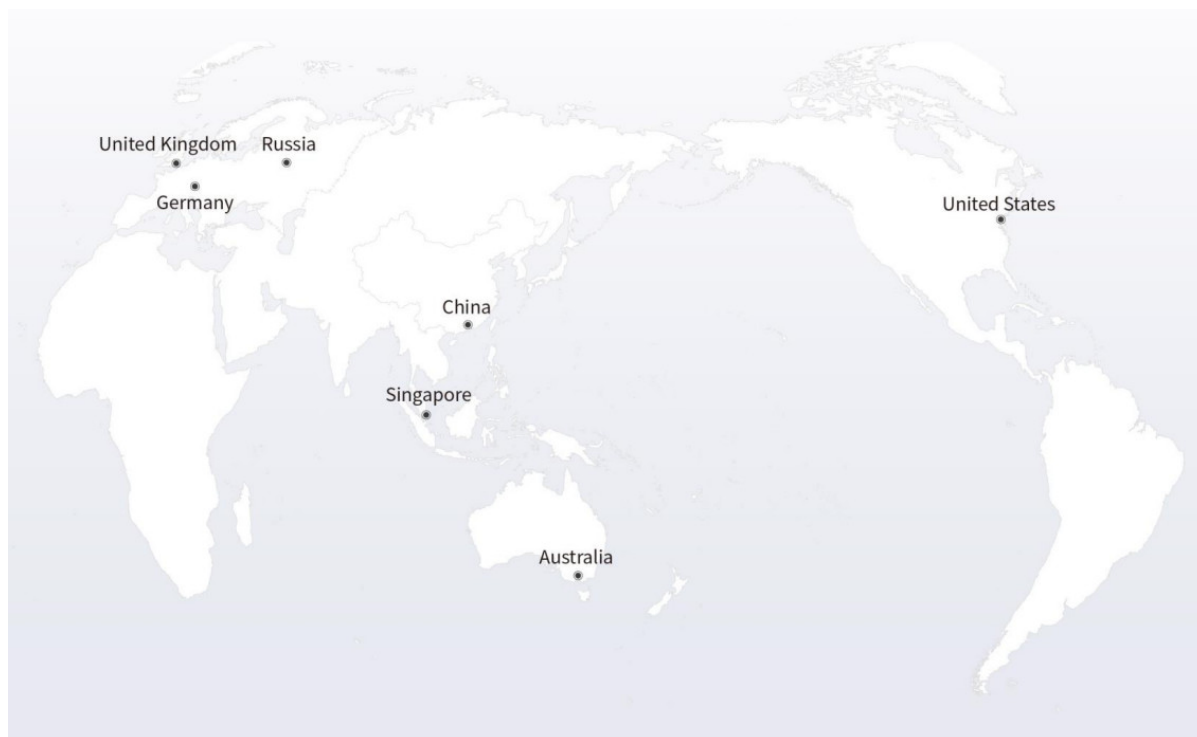 United Kingdom
Russia
Germany
United States
China
Singapore
Australia